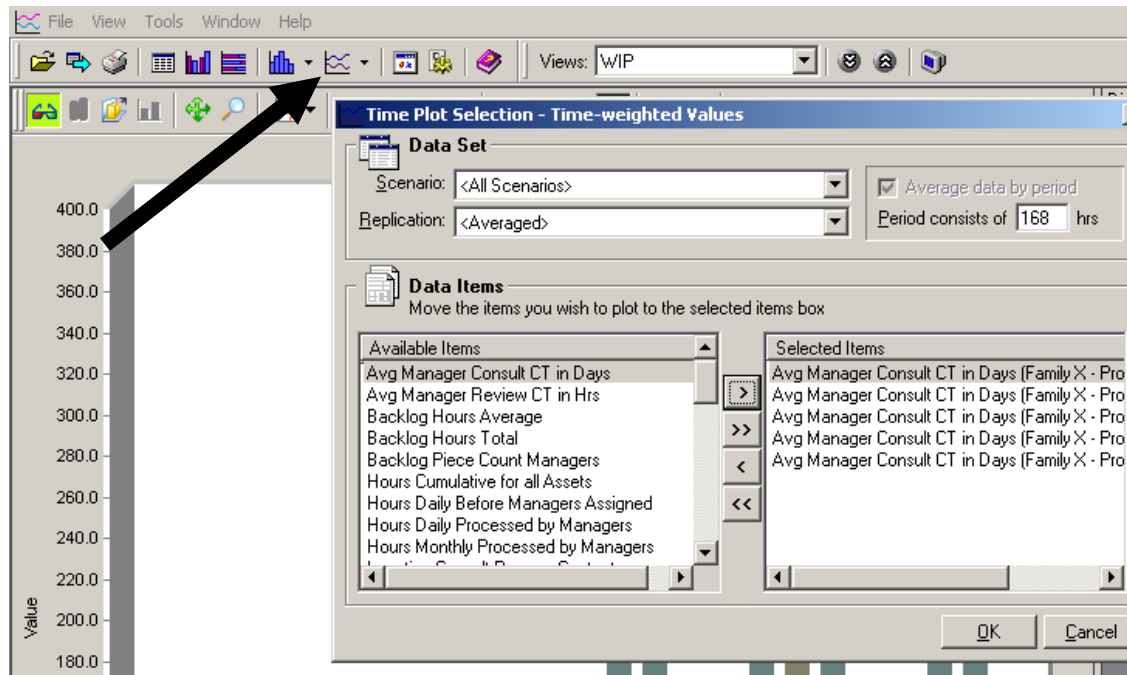 File View Tools Window Help
Views: WIP
Time Plot Selection - Time-weighted Values
Data Set
Scenario: <All Scenarios>
Average data by period
Replication: <Averaged>
Period consists of 168 hrs
Data Items
Move the items you wish to plot to the selected items box
Available Items
Avg Manager Consult CT in Days
Avg Manager Review CT in Hrs
Backlog Hours Average
Backlog Hours Total
Backlog Piece Count Managers
Hours Cumulative for all Assets
Hours Daily Before Managers Assigned
Hours Daily Processed by Managers
Hours Monthly Processed by Managers
>
>>
<
<<
Selected Items
Avg Manager Consult CT in Days (Family X - Pro
Avg Manager Consult CT in Days (Family X - Pro
Avg Manager Consult CT in Days (Family X - Pro
Avg Manager Consult CT in Days (Family X - Pro
Avg Manager Consult CT in Days (Family X - Pro
OK Cancel
400.0
380.0
360.0
340.0
320.0
300.0
280.0
260.0
240.0
220.0
200.0
180.0
Value